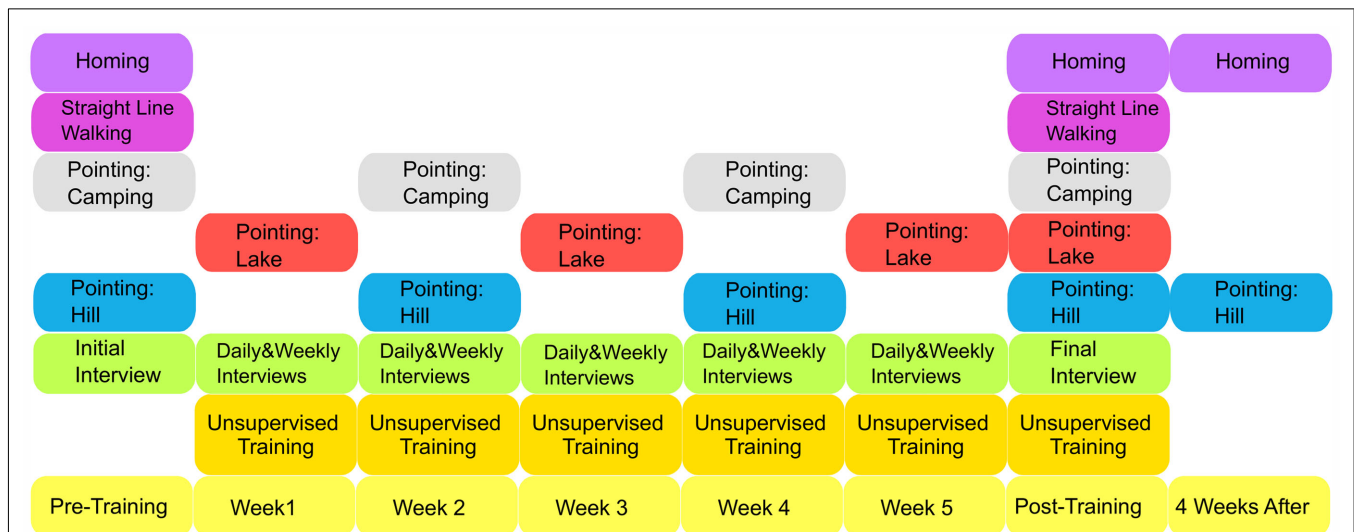 Homing
Homing
Homing
Straight Line
Walking
Straight Line
Walking
Pointing:
Camping
Pointing:
Camping
Pointing:
Camping
Pointing:
Camping
Pointing:
Lake
Pointing:
Lake
Pointing:
Lake
Pointing:
Lake
Pointing:
Hill
Pointing:
Hill
Pointing:
Hill
Pointing:
Hill
Pointing:
Hill
Initial
Interview
Daily&Weekly
Interviews
Daily&Weekly
Interviews
Daily&Weekly
Interviews
Daily&Weekly
Interviews
Daily&Weekly
Interviews
Final
Interview
Unsupervised
Training
Unsupervised
Training
Unsupervised
Training
Unsupervised
Training
Unsupervised
Training
Unsupervised
Training
Pre-Training
Week1
Week 2
Week 3
Week 4
Week 5
Post-Training
4 Weeks After